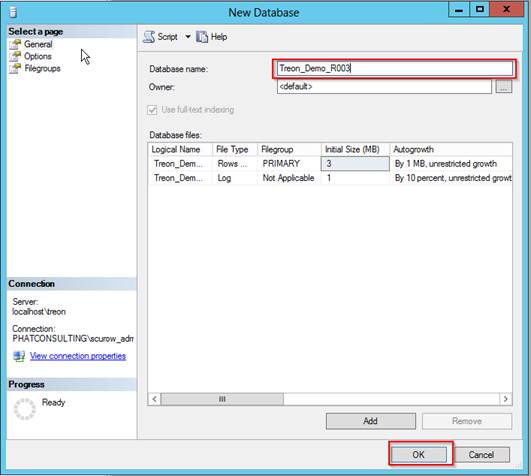 New Database
Select a page
General
Options
Filegroups
Script Help
Database name: Treon_Demo_R003
Owner: <default> ...
Use full-text indexing
Database files:
Logical Name File Type Filegroup Initial Size (MB) Autogrowth
Treon_Dem... Rows ... PRIMARY 3 By 1 MB, unrestricted growth
Treon_Dem... Log Not Applicable 1 By 10 percent, unrestricted growt
Connection
Server:
localhost\treon
Connection:
PHATCONSULTING\scurow_adm
View connection properties
Progress
Ready
Add Remove
OK Cancel